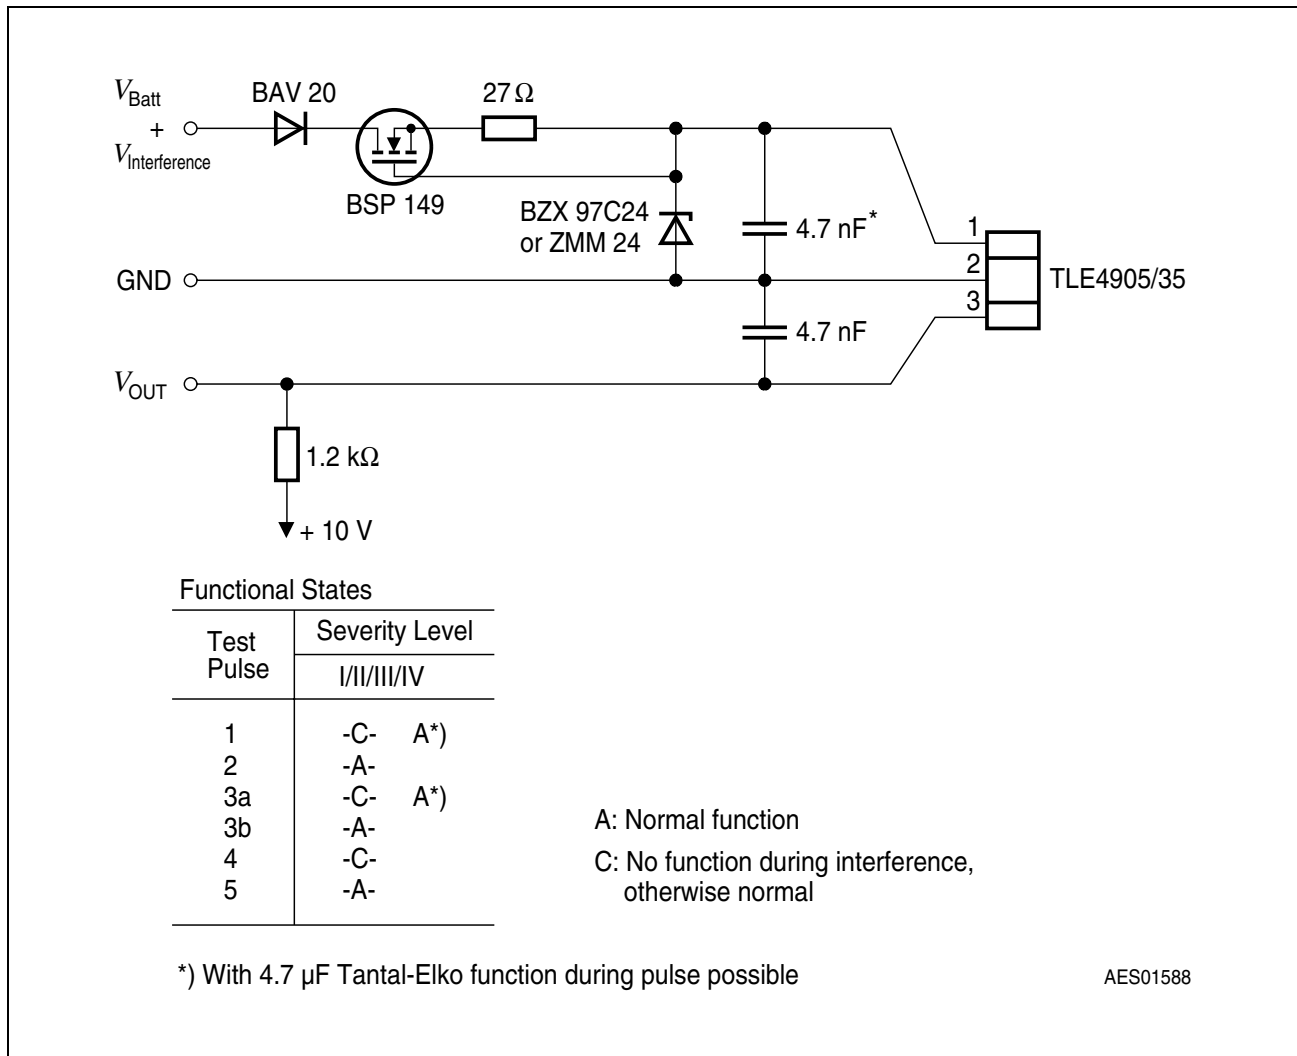 V_Batt
+
V_Interference
BAV 20
27 Ω
BSP 149
BZX 97C24
or ZMM 24
4.7 nF*
1
2
3
TLE4905/35
GND
4.7 nF
V_OUT
1.2 kΩ
+ 10 V
Functional States
Test Pulse | Severity Level
I/II/III/IV
1 -C- A*)
2 -A-
3a -C- A*)
3b -A-
4 -C-
5 -A-
A: Normal function
C: No function during interference,
otherwise normal
*) With 4.7 µF Tantal-Elko function during pulse possible
AES01588